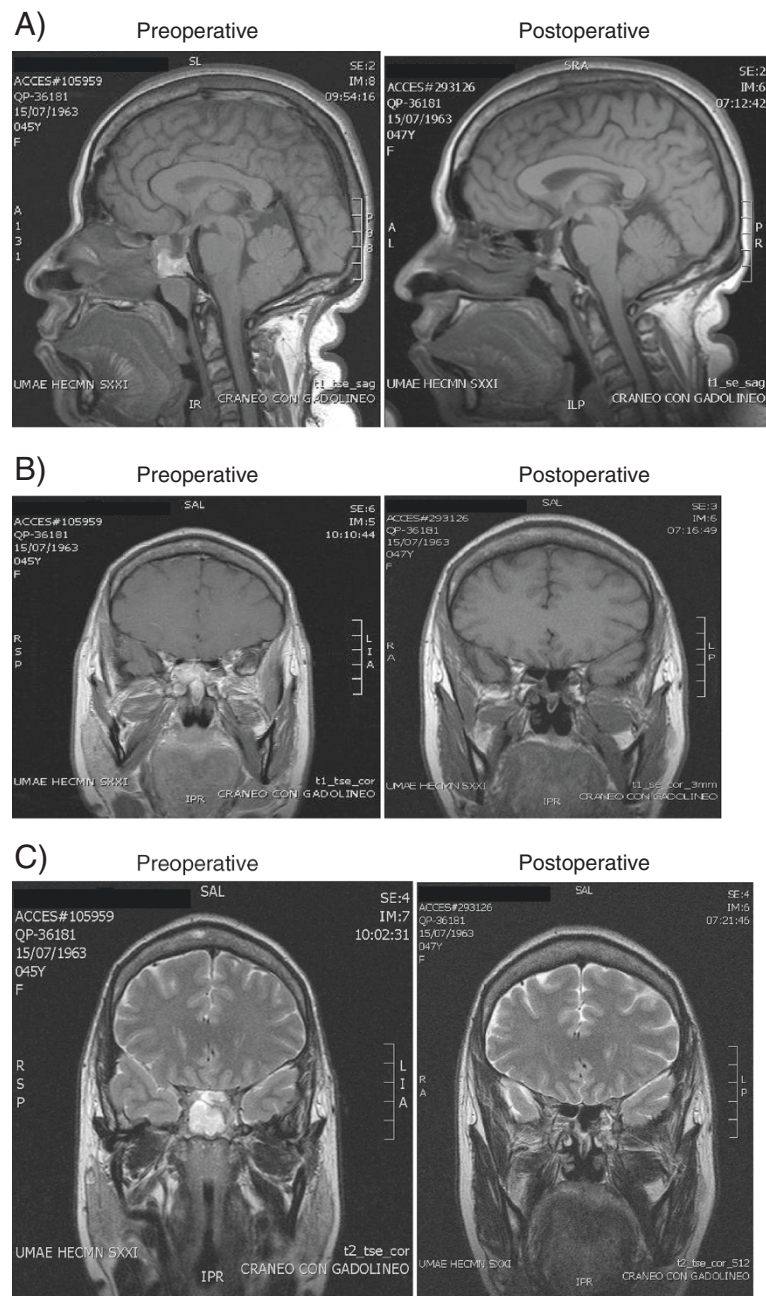 A)
Preoperative
Postoperative
SL
ACCES#105959
QP-36181
15/07/1963
045Y
F
SE:2
IM:8
09:54:16
A
1
3
1
P
9
8
UMAE HECMN SXXI
t1_tse_sag
CRANEO CON GADOLINEO
IR
SRA
ACCES#293126
QP-36181
15/07/1963
047Y
F
SE:2
IM:6
07:12:42
A
L
P
R
UMAE HECMN SXXI
t1_se_sag
CRANEO CON GADOLINEO
ILP
B)
Preoperative
Postoperative
SAL
ACCES#105959
QP-36181
15/07/1963
045Y
F
SE:6
IM:5
10:10:44
R
S
P
L
I
A
UMAE HECMN SXXI
t1_tse_cor
CRANEO CON GADOLINEO
IPR
SAL
ACCES#293126
QP-36181
15/07/1963
047Y
F
SE:3
IM:6
07:16:49
R
A
L
P
UMAE HECMN SXXI
t1_se_cor_3mm
CRANEO CON GADOLINEO
IPR
C)
Preoperative
Postoperative
SAL
ACCES#105959
QP-36181
15/07/1963
045Y
F
SE:4
IM:7
10:02:31
R
S
P
L
I
A
UMAE HECMN SXXI
t2_tse_cor
CRANEO CON GADOLINEO
IPR
SAL
ACCES#293126
QP-36181
15/07/1963
047Y
F
SE:4
IM:6
07:21:46
R
A
L
P
UMAE HECMN SXXI
t2_tse_cor_512
CRANEO CON GADOLINEO
IPR